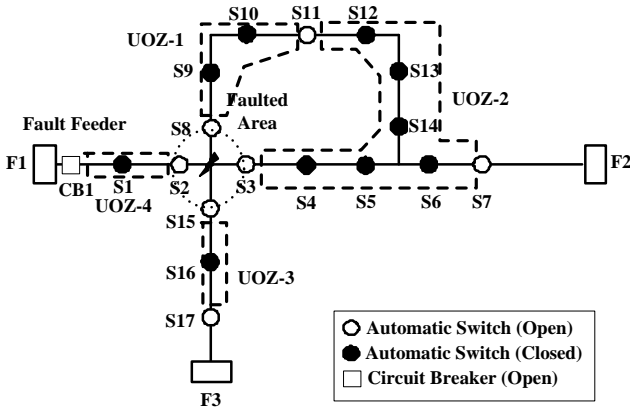 S11
S12
S10
UOZ-1
S9
S13
UOZ-2
Faulted
Area
S8
S14
Fault Feeder
F1
CB1
S1
S2
S3
S4
S5
S6
S7
F2
UOZ-4
S15
S16
UOZ-3
S17
F3
Automatic Switch (Open)
Automatic Switch (Closed)
Circuit Breaker (Open)